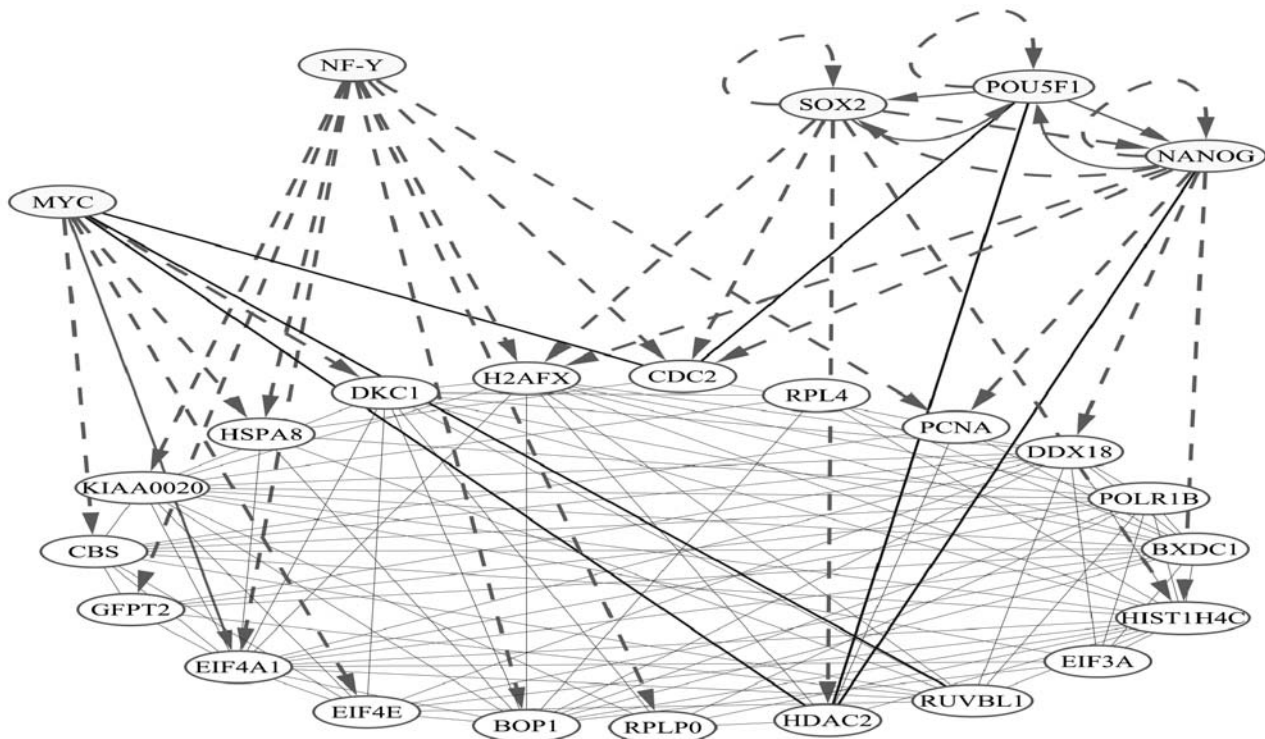 NF-Y
POU5F1
SOX2
NANOG
MYC
CDC2
H2AFX
DKC1
RPL4
PCNA
HSPA8
DDX18
KIAA0020
POLR1B
CBS
BXDC1
GFPT2
HIST1H4C
EIF4A1
EIF3A
RUVBL1
EIF4E
HDAC2
BOP1
RPLP0